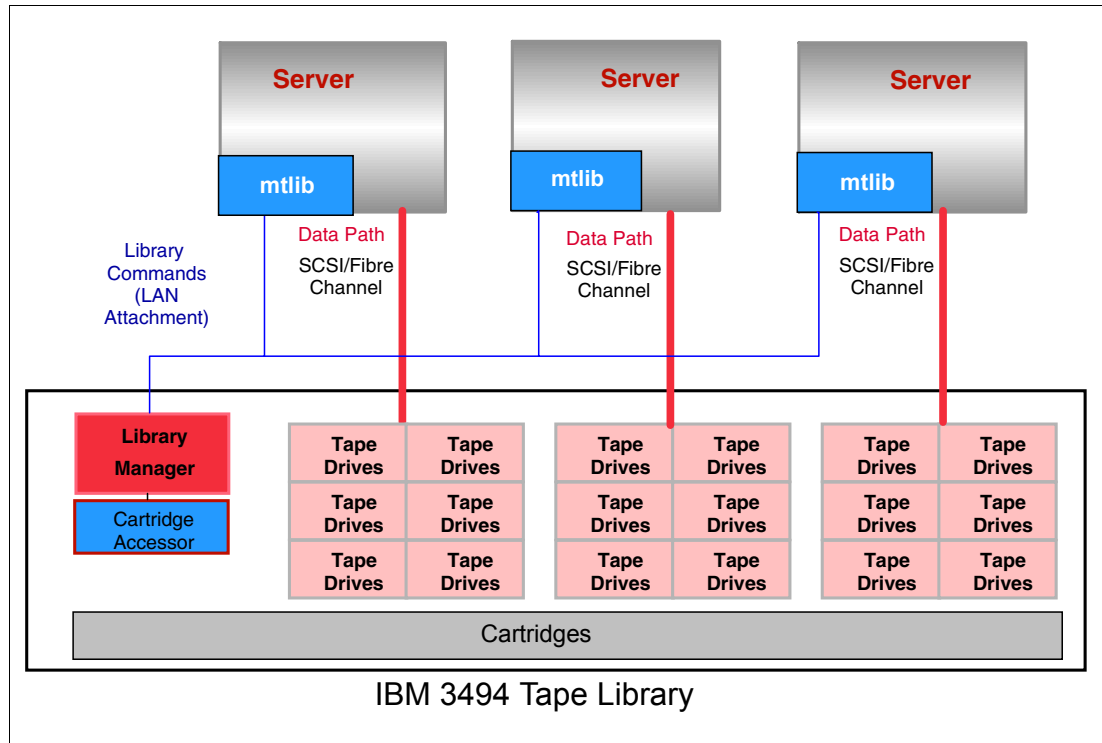 Server
Server
Server
mtlib
mtlib
mtlib
Data Path
SCSI/Fibre
Channel
Data Path
SCSI/Fibre
Channel
Data Path
SCSI/Fibre
Channel
Library
Commands
(LAN
Attachment)
Library
Manager
Cartridge
Accessor
Tape
Drives
Tape
Drives
Tape
Drives
Tape
Drives
Tape
Drives
Tape
Drives
Tape
Drives
Tape
Drives
Tape
Drives
Tape
Drives
Tape
Drives
Tape
Drives
Tape
Drives
Tape
Drives
Tape
Drives
Tape
Drives
Tape
Drives
Tape
Drives
Cartridges
IBM 3494 Tape Library